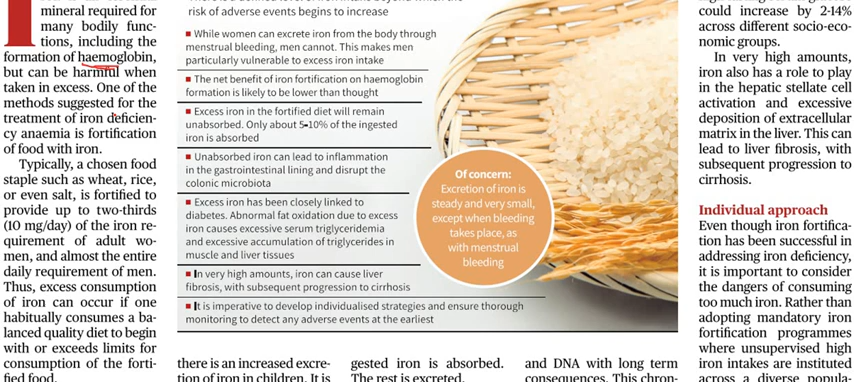 mineral required for
many bodily func-
tions, including the
formation of haemoglobin,
but can be harmful when
taken in excess. One of the
methods suggested for the
treatment of iron deficien-
cy anaemia is fortification
of food with iron.
Typically, a chosen food
staple such as wheat, rice,
or even salt, is fortified to
provide up to two-thirds
(10 mg/day) of the iron re-
quirement of adult wo-
men, and almost the entire
daily requirement of men.
Thus, excess consumption
of iron can occur if one
habitually consumes a ba-
lanced quality diet to begin
with or exceeds limits for
consumption of the forti-
fied food.
risk of adverse events begins to increase
■ While women can excrete iron from the body through
menstrual bleeding, men cannot. This makes men
particularly vulnerable to excess iron intake
■ The net benefit of iron fortification on haemoglobin
formation is likely to be lower than thought
■ Excess iron in the fortified diet will remain
unabsorbed. Only about 5-10% of the ingested
iron is absorbed
■ Unabsorbed iron can lead to inflammation
in the gastrointestinal lining and disrupt the
colonic microbiota
■ Excess iron has been closely linked to
diabetes. Abnormal fat oxidation due to excess
iron causes excessive serum triglyceridemia
and excessive accumulation of triglycerides in
muscle and liver tissues
■ In very high amounts, iron can cause liver
fibrosis, with subsequent progression to cirrhosis
■ It is imperative to develop individualised strategies and ensure thorough
monitoring to detect any adverse events at the earliest
Of concern:
Excretion of iron is
steady and very small,
except when bleeding
takes place, as
with menstrual
bleeding
there is an increased excre-
tion of iron in children. It is
gested iron is absorbed.
The rest is excreted.
and DNA with long term
consequences. This chron-
could increase by 2-14%
across different socio-eco-
nomic groups.
In very high amounts,
iron also has a role to play
in the hepatic stellate cell
activation and excessive
deposition of extracellular
matrix in the liver. This can
lead to liver fibrosis, with
subsequent progression to
cirrhosis.
Individual approach
Even though iron fortifica-
tion has been successful in
addressing iron deficiency,
it is important to consider
the dangers of consuming
too much iron. Rather than
adopting mandatory iron
fortification programmes
where unsupervised high
iron intakes are instituted
across a diverse popula-